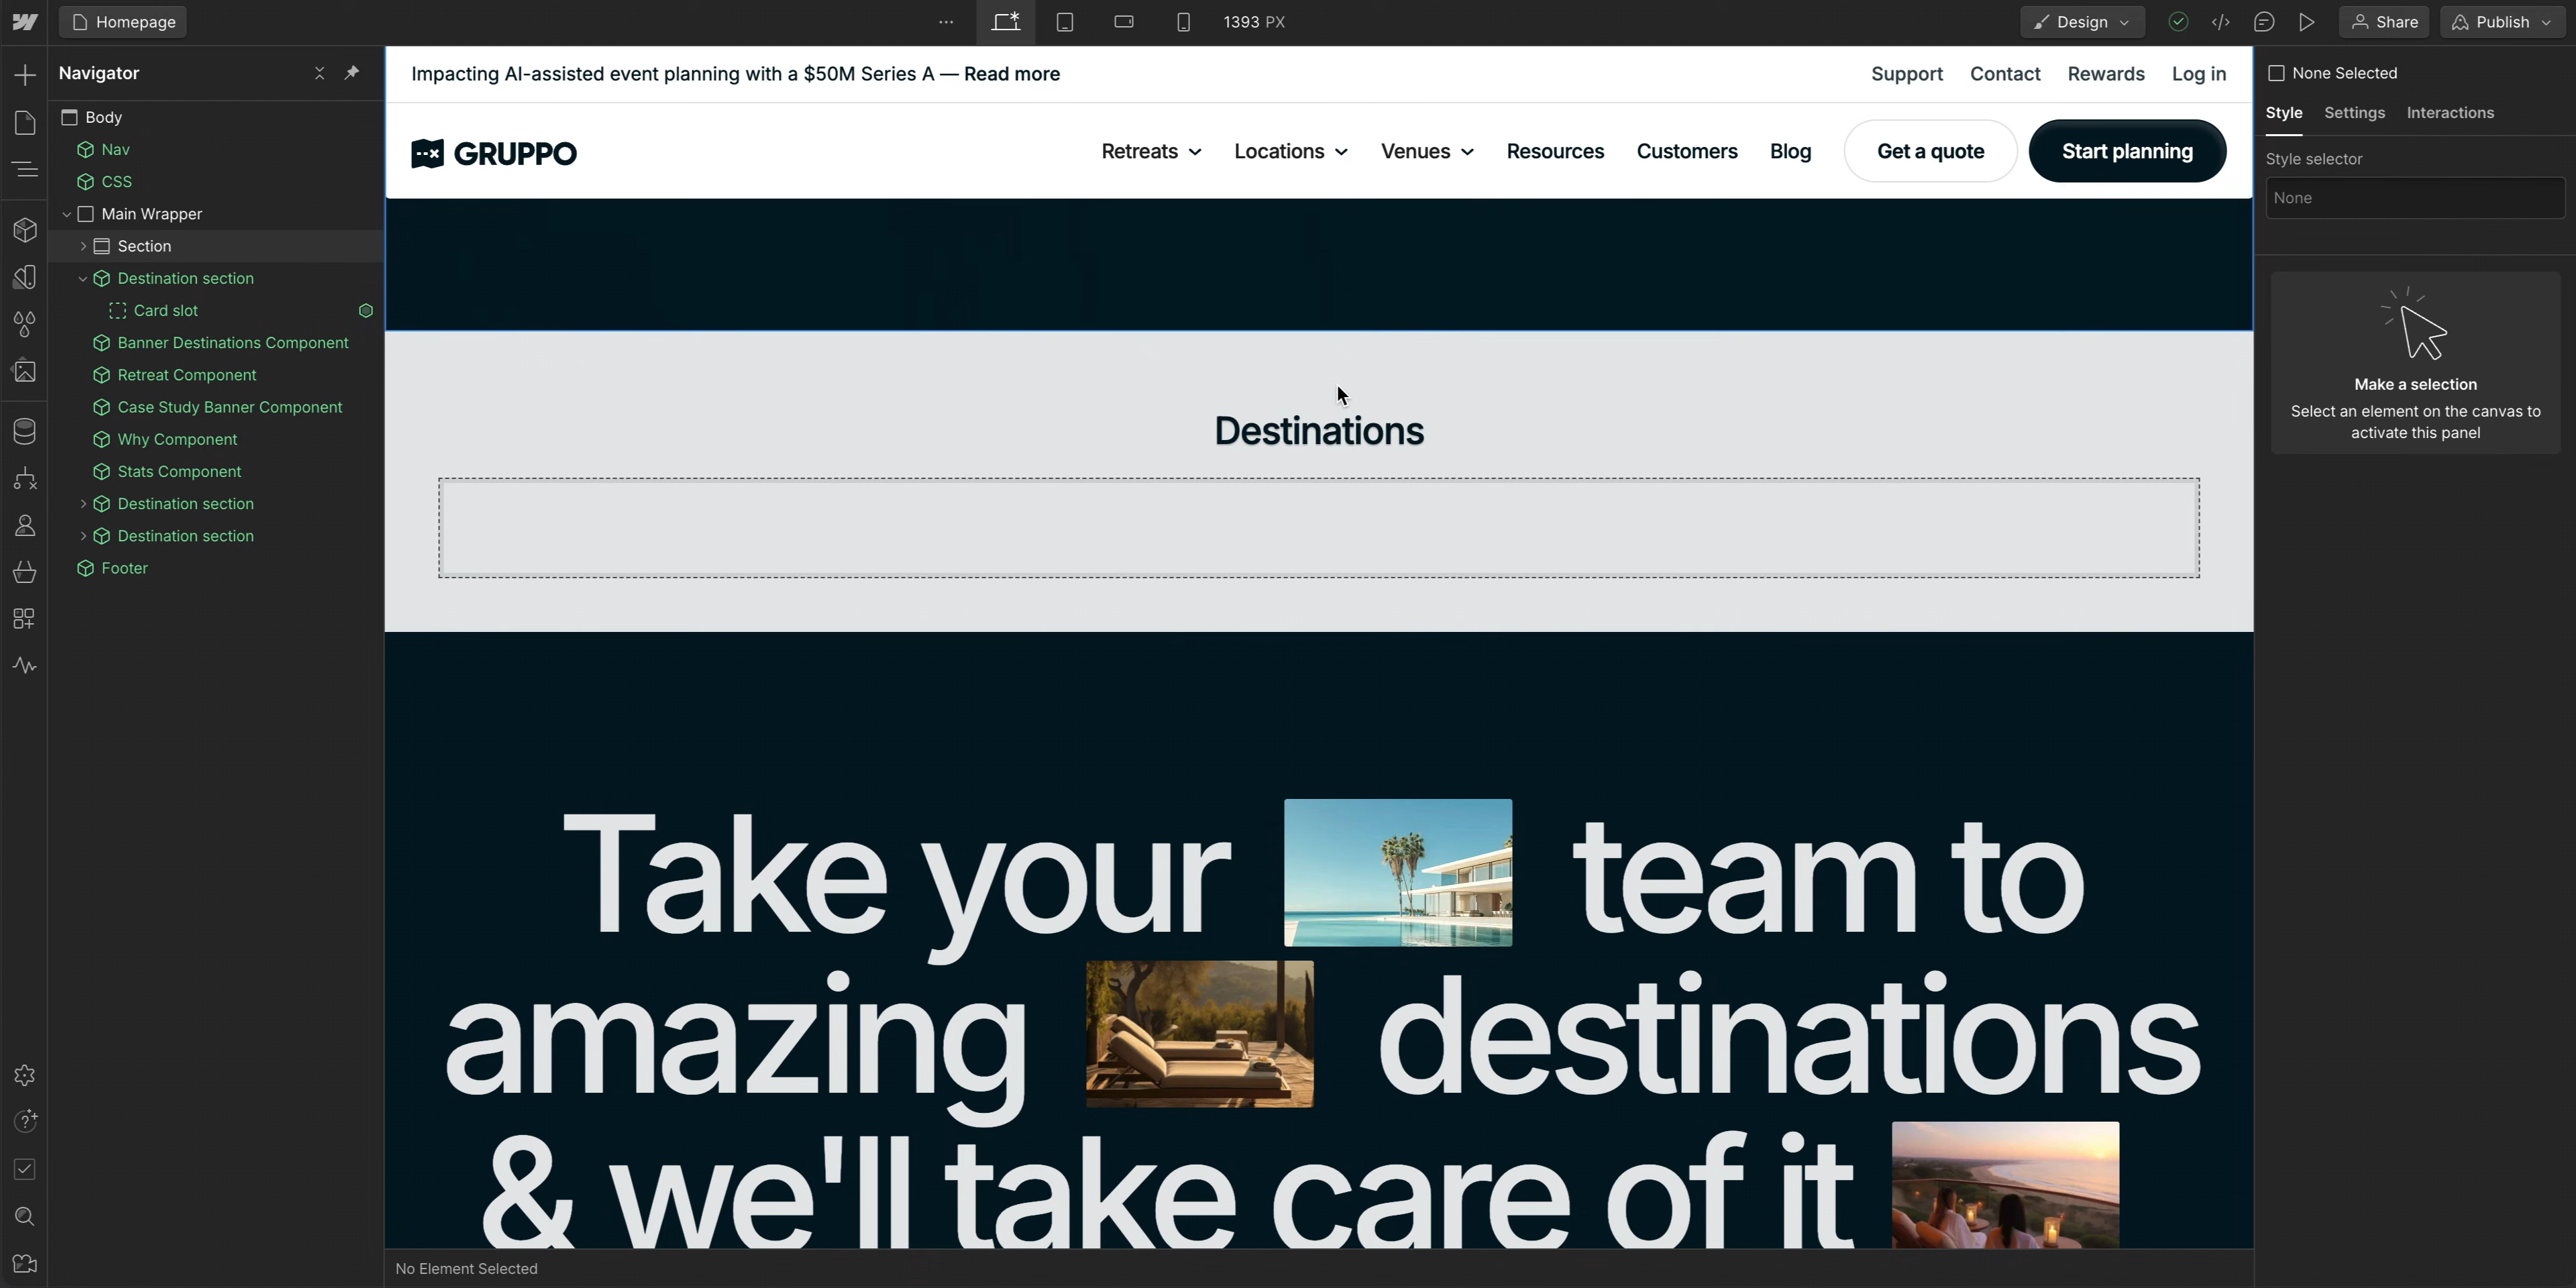 Homepage
1393 PX
Design
Share
Publish
Navigator
Body
Nav
CSS
Main Wrapper
Section
Destination section
Card slot
Banner Destinations Component
Retreat Component
Case Study Banner Component
Why Component
Stats Component
Destination section
Destination section
Footer
Impacting AI-assisted event planning with a $50M Series A — Read more
Support Contact Rewards Log in
GRUPPO
Retreats Locations Venues Resources Customers Blog Get a quote Start planning
Destinations
Take your team to
amazing destinations
& we'll take care of it
No Element Selected
None Selected
Style Settings Interactions
Style selector
None
Make a selection
Select an element on the canvas to
activate this panel